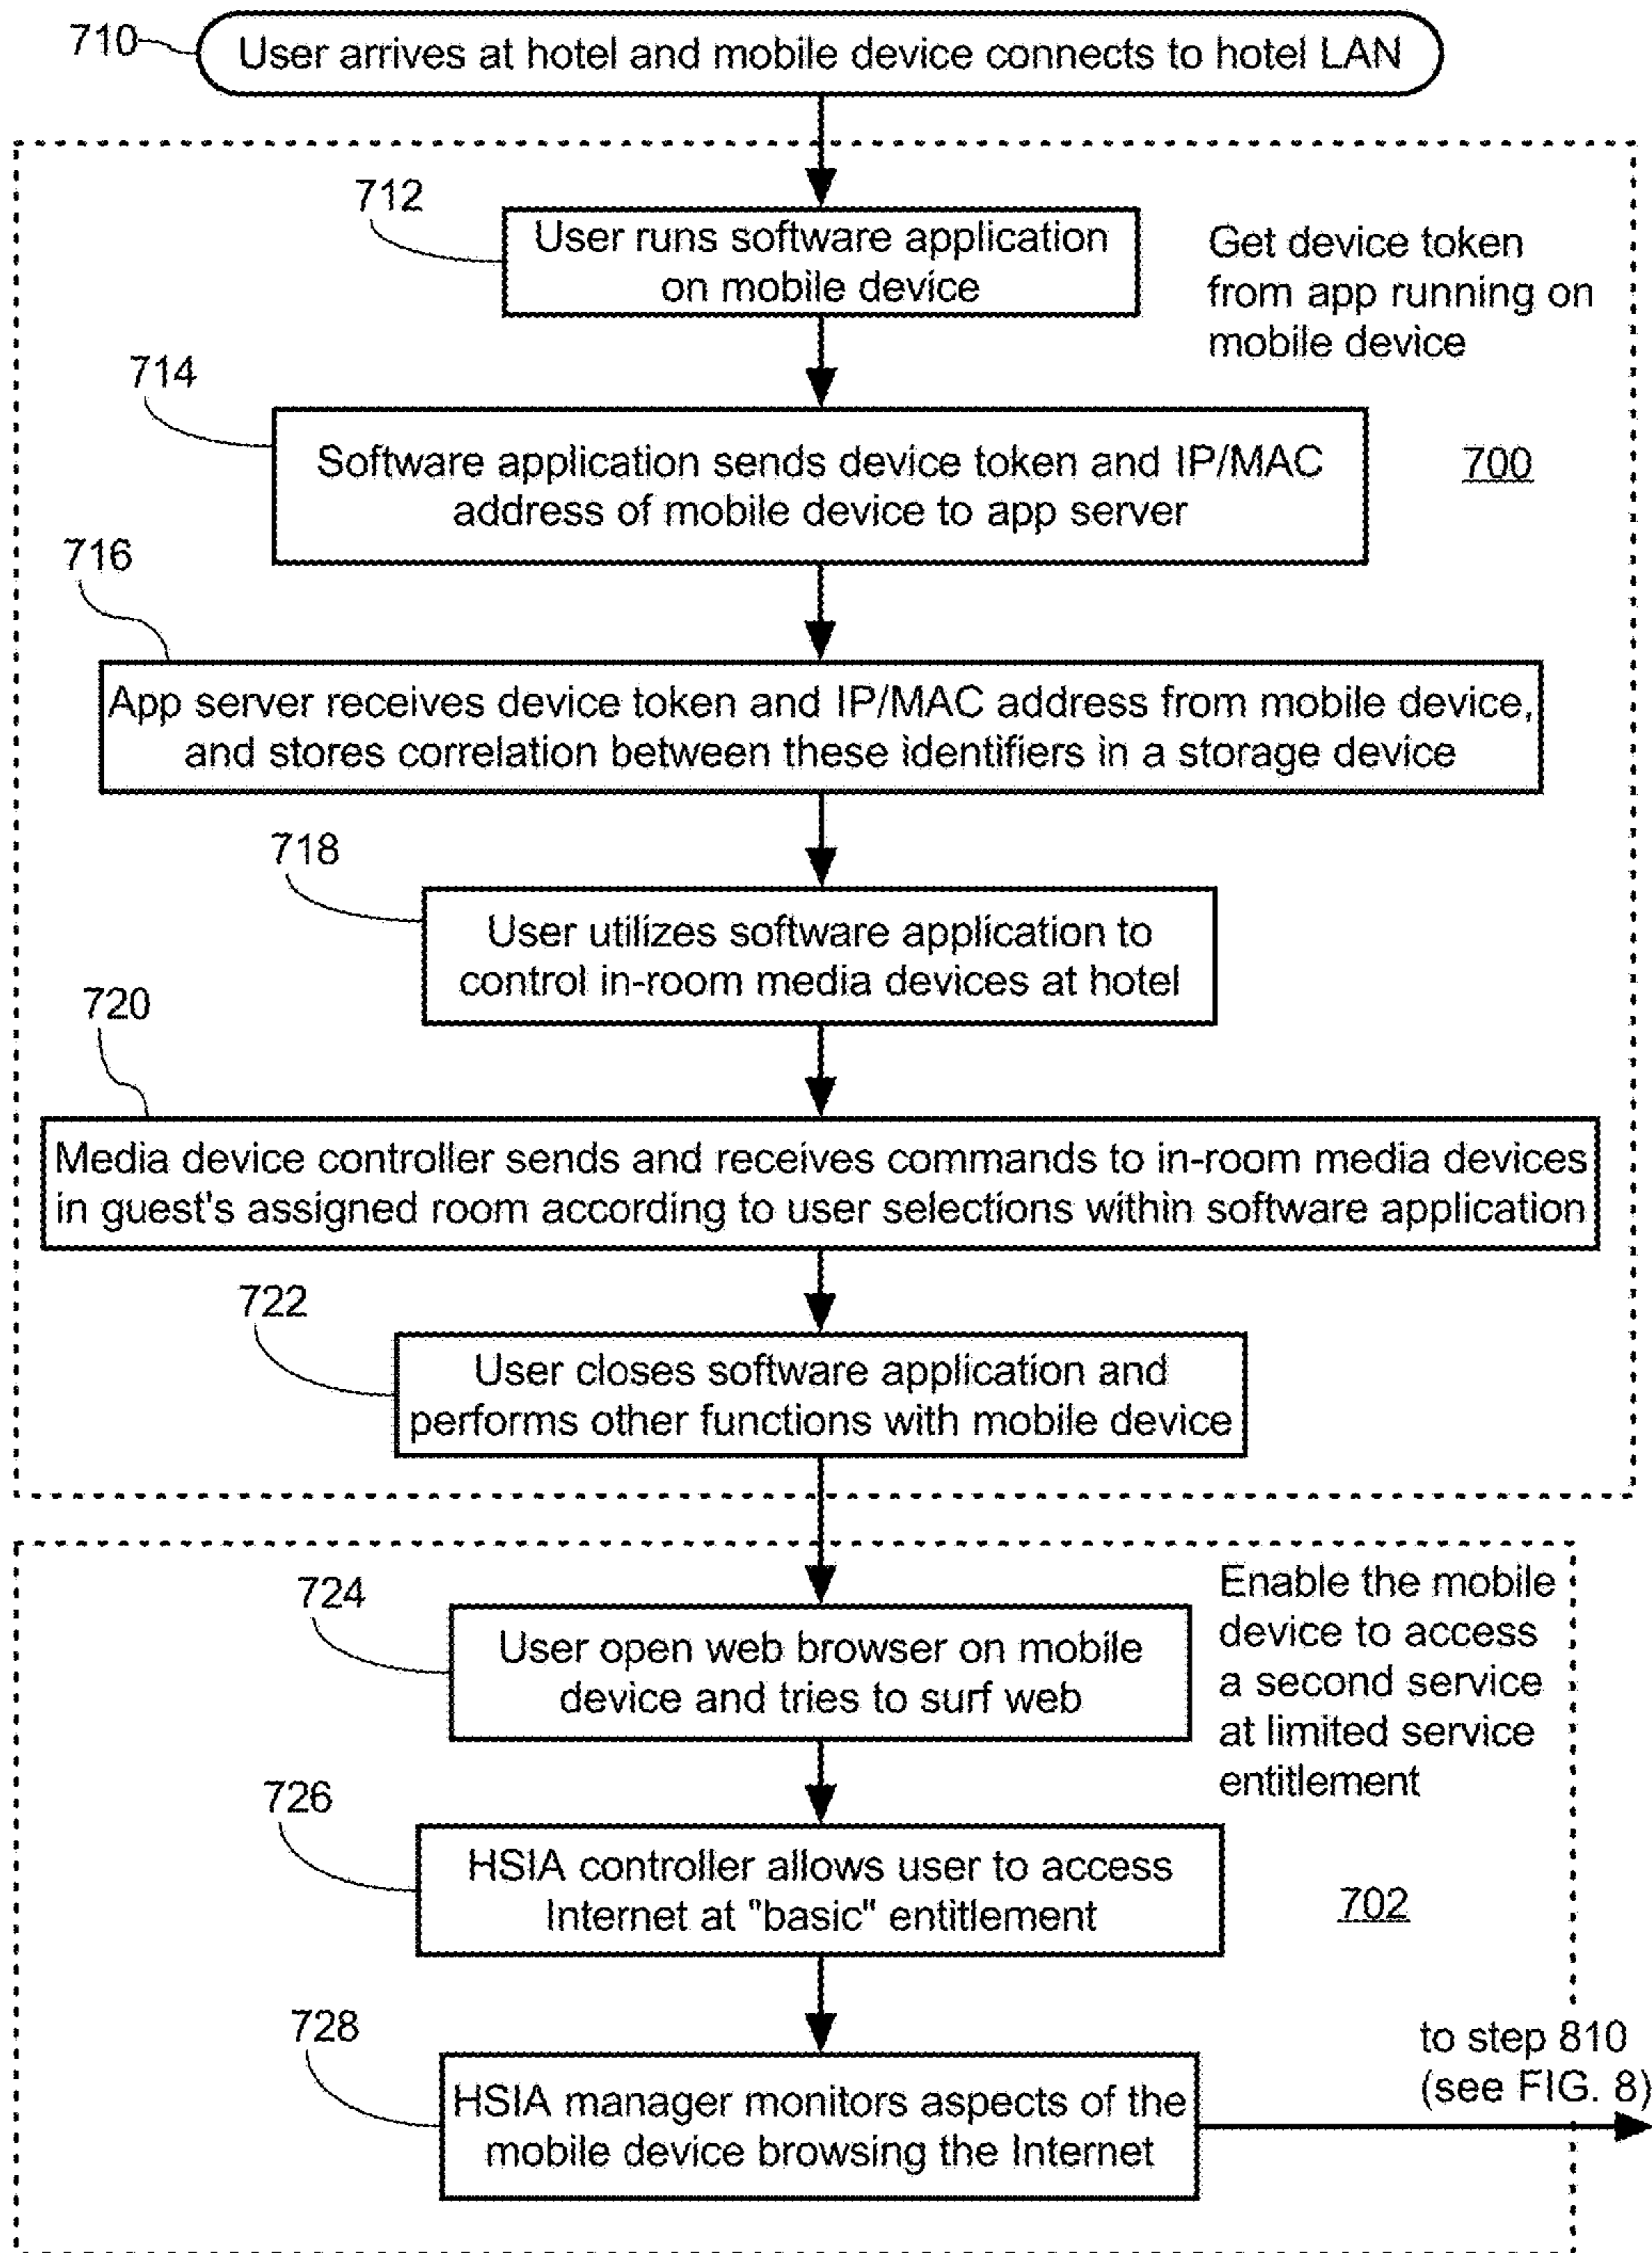 710
User arrives at hotel and mobile device connects to hotel LAN
712
User runs software application
on mobile device
Get device token
from app running on
mobile device
714
Software application sends device token and IP/MAC
address of mobile device to app server
700
716
App server receives device token and IP/MAC address from mobile device,
and stores correlation between these identifiers in a storage device
718
User utilizes software application to
control in-room media devices at hotel
720
Media device controller sends and receives commands to in-room media devices
in guest's assigned room according to user selections within software application
722
User closes software application and
performs other functions with mobile device
724
User open web browser on mobile
device and tries to surf web
Enable the mobile
device to access
a second service
at limited service
entitlement
726
HSIA controller allows user to access
Internet at "basic" entitlement
702
728
HSIA manager monitors aspects of the
mobile device browsing the Internet
to step 810
(see FIG. 8)